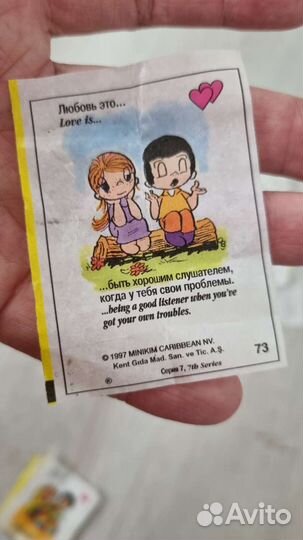 Любовь это...
Love is...
...быть хорошим слушателем,
когда у тебя свои проблемы.
...being a good listener when you've
got your own troubles.
© 1997 MINIKIM CARIBBEAN NV.
Kent Gıda Mad. San. ve Tic. A.Ş.
73
Серия 7, 7th Series
®
Avito